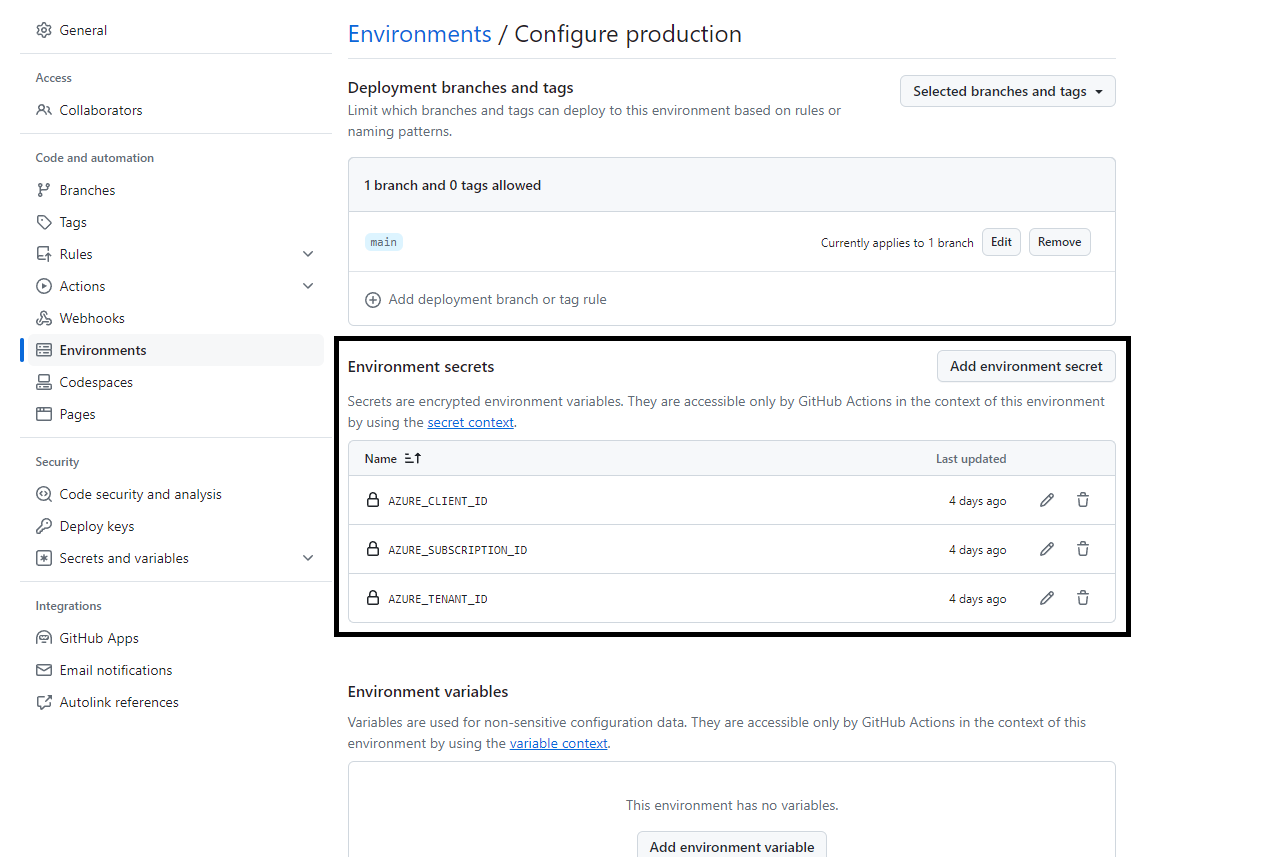 General
Access
Collaborators
Code and automation
Branches
Tags
Rules
Actions
Webhooks
Environments
Codespaces
Pages
Security
Code security and analysis
Deploy keys
Secrets and variables
Integrations
GitHub Apps
Email notifications
Autolink references
Environments / Configure production
Deployment branches and tags
Selected branches and tags
Limit which branches and tags can deploy to this environment based on rules or
naming patterns.
1 branch and 0 tags allowed
main Currently applies to 1 branch Edit Remove
Add deployment branch or tag rule
Environment secrets
Add environment secret
Secrets are encrypted environment variables. They are accessible only by GitHub Actions in the context of this environment
by using the secret context.
Name Last updated
AZURE_CLIENT_ID 4 days ago
AZURE_SUBSCRIPTION_ID 4 days ago
AZURE_TENANT_ID 4 days ago
Environment variables
Variables are used for non-sensitive configuration data. They are accessible only by GitHub Actions in the context of this
environment by using the variable context.
This environment has no variables.
Add environment variable